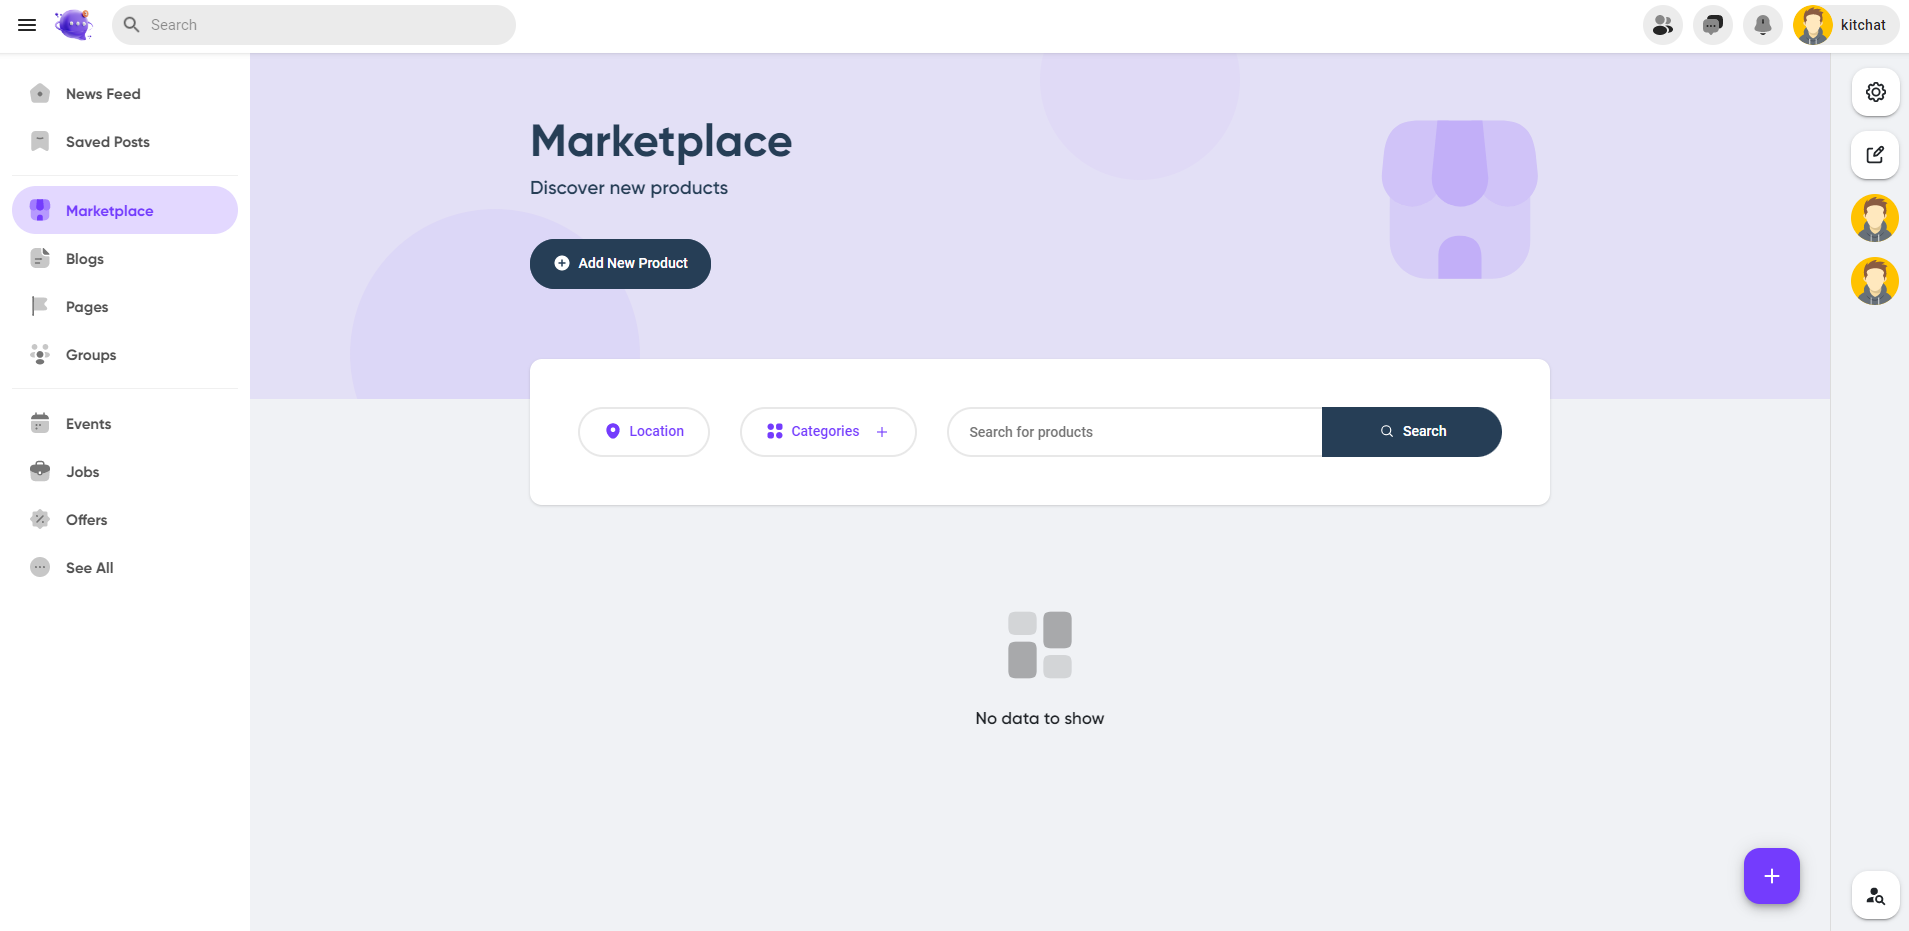 Search
kitchat
News Feed
Saved Posts
Marketplace
Blogs
Pages
Groups
Events
Jobs
Offers
See All
Marketplace
Discover new products
Add New Product
Location
Categories
Search for products
Search
No data to show